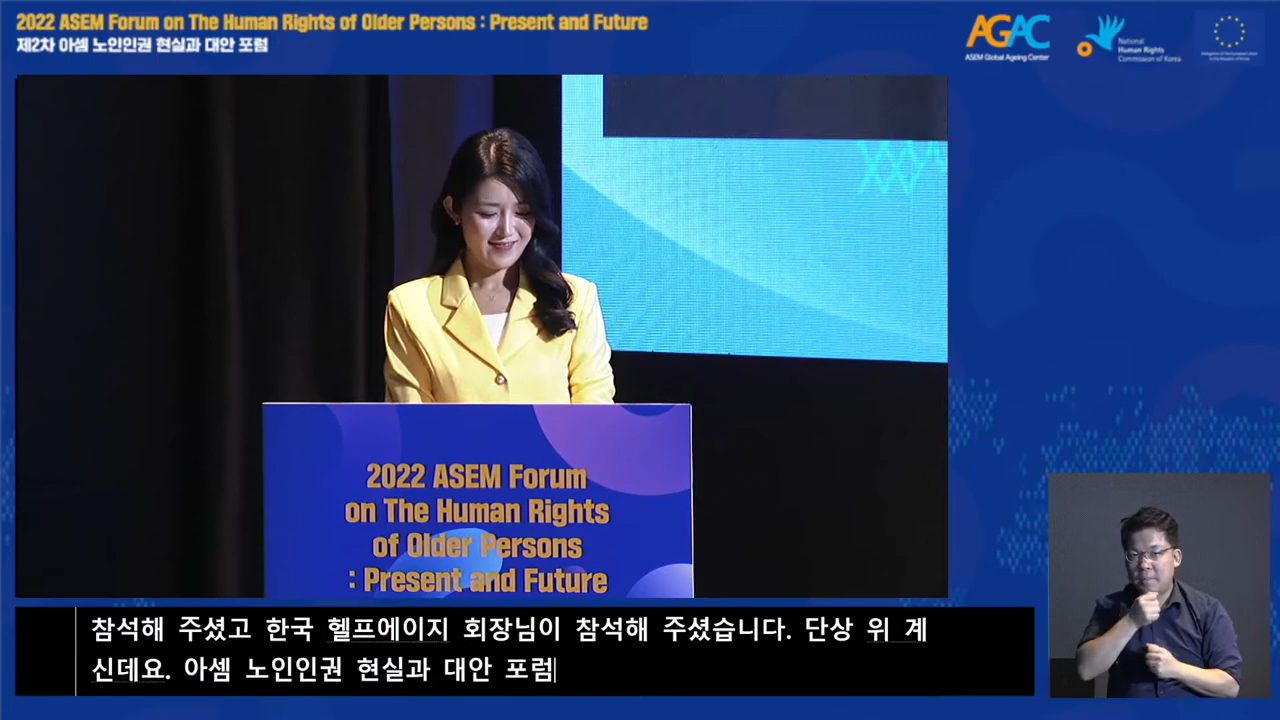 2022 ASEM Forum on The Human Rights of Older Persons : Present and Future
제2차 아셈 노인인권 현실과 대안 포럼
AGAC
ASEM Global Ageing Center
National
Human Rights
Commission of Korea
2022 ASEM Forum
on The Human Rights
of Older Persons
: Present and Future
참석해 주셨고 한국 헬프에이지 회장님이 참석해 주셨습니다. 단상 위 계
신데요. 아셈 노인인권 현실과 대안 포럼